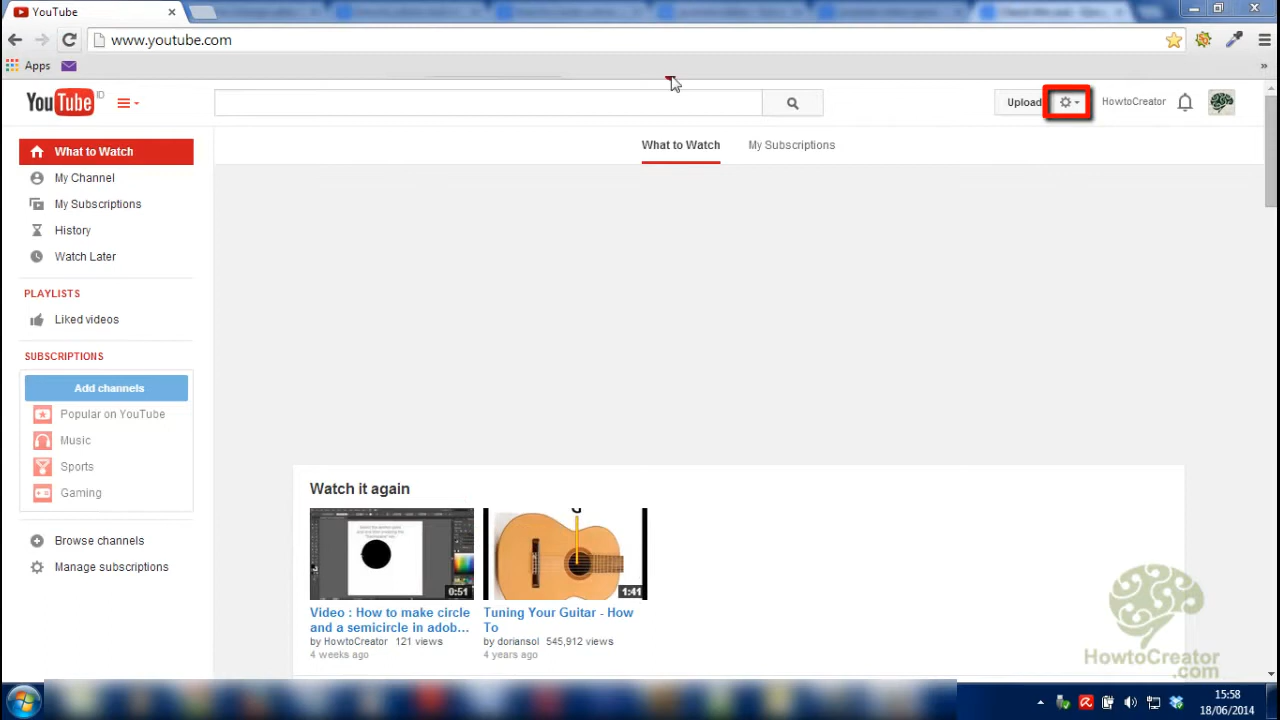 YouTube
www.youtube.com
Apps
YouTube ID
Upload
HowtoCreator
What to Watch
My Subscriptions
What to Watch
My Channel
My Subscriptions
History
Watch Later
PLAYLISTS
Liked videos
SUBSCRIPTIONS
Add channels
Popular on YouTube
Music
Sports
Gaming
Browse channels
Manage subscriptions
Watch it again
0:51
1:41
Video : How to make circle
and a semicircle in adob...
by HowtoCreator 121 views
4 weeks ago
Tuning Your Guitar - How
To
by doriansol 545,912 views
4 years ago
HowtoCreator
.com
15:58
18/06/2014